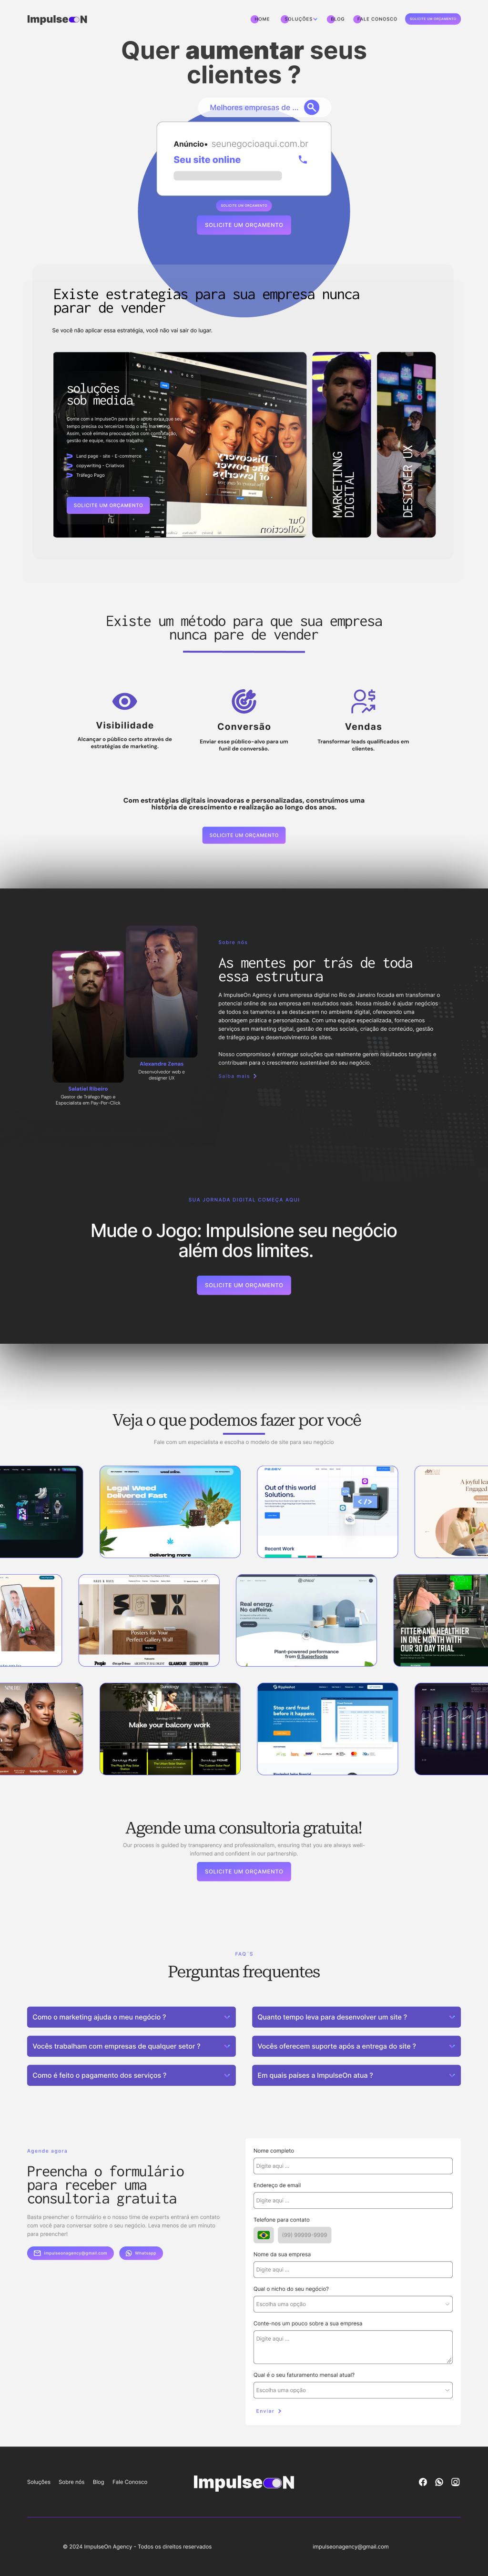 ImpulseON
HOME
SOLUÇÕES
BLOG
FALE CONOSCO
SOLICITE UM ORÇAMENTO
Quer aumentar seus
clientes ?
Melhores empresas de ...
Anúncio• seunegocioaqui.com.br
Seu site online
SOLICITE UM ORÇAMENTO
SOLICITE UM ORÇAMENTO
Existe estrategias para sua empresa nunca
parar de vender
Se você não aplicar essa estratégia, você não vai sair do lugar.
soluções
sob medida
Conte com a ImpulseOn para ser o apoio extra que seu
tempo precisa ou terceirize todo o seu marketing.
Assim, você elimina preocupações com contratação,
gestão de equipe, riscos de trabalho
Land page - site - E-commerce
copywriting - Criativos
Tráfego Pago
SOLICITE UM ORÇAMENTO
MARKETINNG
DIGITAL
DESIGNER UX
Existe um método para que sua empresa
nunca pare de vender
Visibilidade
Alcançar o público certo através de
estratégias de marketing.
Conversão
Enviar esse público-alvo para um
funil de conversão.
Vendas
Transformar leads qualificados em
clientes.
Com estratégias digitais inovadoras e personalizadas, construímos uma
história de crescimento e realização ao longo dos anos.
SOLICITE UM ORÇAMENTO
Salatiel Ribeiro
Gestor de Tráfego Pago e
Especialista em Pay-Per-Click
Alexandre Zonas
Desenvolvedor web e
designer UX
Sobre nós
As mentes por trás de toda
essa estrutura
A ImpulseOn Agency é uma empresa digital no Rio de Janeiro focada em transformar o
potencial online de sua empresa em resultados reais. Nossa missão é ajudar negócios
de todos os tamanhos a se destacarem no ambiente digital, oferecendo uma
abordagem prática e personalizada. Com uma equipe especializada, fornecemos
serviços em marketing digital, gestão de redes sociais, criação de conteúdo, gestão
de tráfego pago e desenvolvimento de sites.
Nosso compromisso é entregar soluções que realmente gerem resultados tangíveis e
contribuam para o crescimento sustentável do seu negócio.
Saiba mais
SUA JORNADA DIGITAL COMEÇA AQUI
Mude o Jogo: Impulsione seu negócio
além dos limites.
SOLICITE UM ORÇAMENTO
Veja o que podemos fazer por você
Fale com um especialista e escolha o modelo de site para seu negócio
Legal Weed
Delivered Fast
Delivering more
Out of this world
Solutions.
Recent Work
A joyful
Engaged
Posters for Your
Perfect Gallery Wall
People
GLAMOUR
Real energy.
No caffeine.
Plant-powered performance
from 6 Superfoods
FITTER AND HEALTHIER
IN ONE MONTH WITH
OUR 30 DAY TRIAL
Make your balcony work
Stop card fraud
before it happens
Agende uma consultoria gratuita!
Our process is guided by transparency and professionalism, ensuring that you are always well-
informed and confident in our partnership.
SOLICITE UM ORÇAMENTO
FAQ´S
Perguntas frequentes
Como o marketing ajuda o meu negócio ?
Quanto tempo leva para desenvolver um site ?
Vocês trabalham com empresas de qualquer setor ?
Vocês oferecem suporte após a entrega do site ?
Como é feito o pagamento dos serviços ?
Em quais países a ImpulseOn atua ?
Agende agora
Preencha o formulário
para receber uma
consultoria gratuita
Basta preencher o formulário e o nosso time de experts entrará em contato
com você para conversar sobre o seu negócio. Leva menos de um minuto
para preencher!
impulseonagency@gmail.com
Whatsapp
Nome completo
Digite aqui ...
Endereço de email
Digite aqui ...
Telefone para contato
(99) 99999-9999
Nome da sua empresa
Digite aqui ...
Qual o nicho do seu negócio?
Escolha uma opção
Conte-nos um pouco sobre a sua empresa
Digite aqui ...
Qual é o seu faturamento mensal atual?
Escolha uma opção
Enviar
Soluções
Sobre nós
Blog
Fale Conosco
ImpulseON
© 2024 ImpulseOn Agency - Todos os direitos reservados
impulseonagency@gmail.com